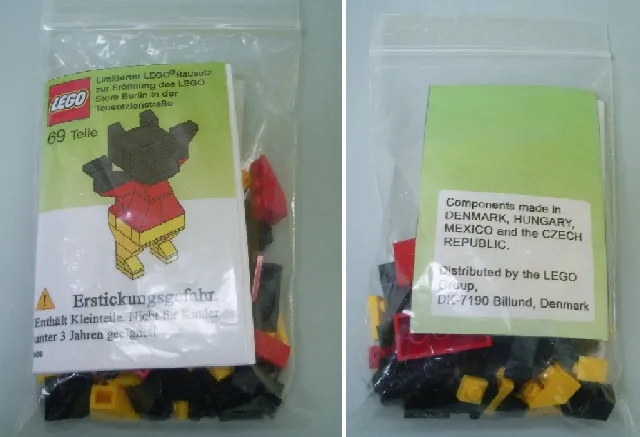 Limitierter LEGO® Bausatz
zur Eröffnung des LEGO
Store Berlin in der
Tauentzienstraße
LEGO
69 Teile
Erstickungsgefahr.
Enthält Kleinteile. Nicht für Kinder
unter 3 Jahren geeignet!
Components made in
DENMARK, HUNGARY,
MEXICO and the CZECH
REPUBLIC.
Distributed by the LEGO
Group,
DK-7190 Billund, Denmark